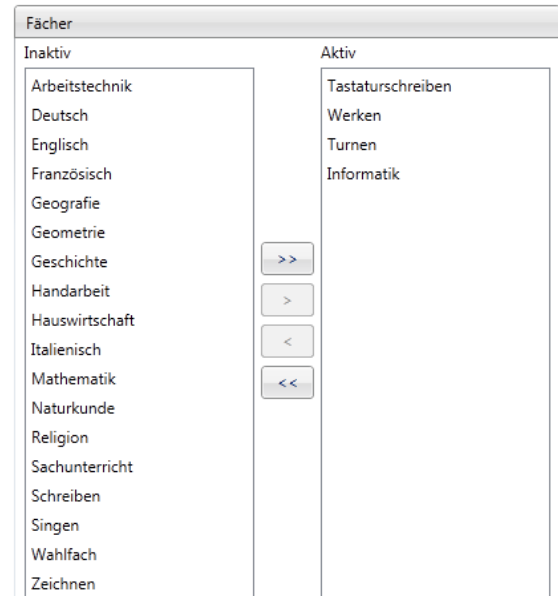 Fächer
Inaktiv
Arbeitstechnik
Deutsch
Englisch
Französisch
Geografie
Geometrie
Geschichte
Handarbeit
Hauswirtschaft
Italienisch
Mathematik
Naturkunde
Religion
Sachunterricht
Schreiben
Singen
Wahlfach
Zeichnen
>>
>
<
<<
Aktiv
Tastaturschreiben
Werken
Turnen
Informatik